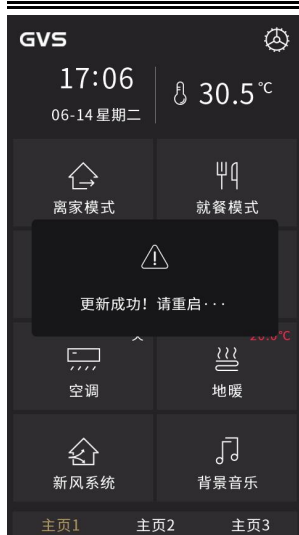 GVS
17:06
06-14 星期二
30.5℃
离家模式
就餐模式
更新成功！请重启···
空调
地暖
新风系统
背景音乐
主页1
主页2
主页3